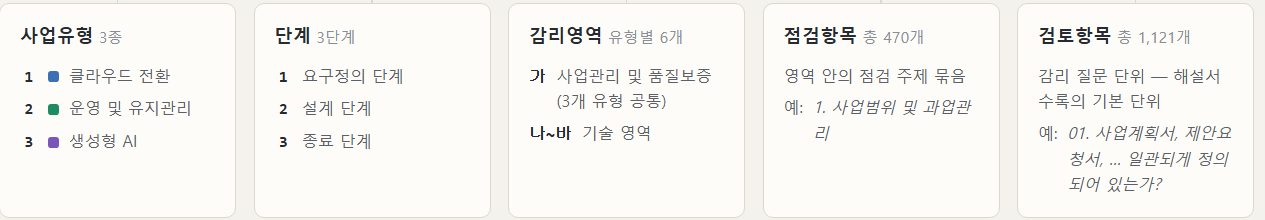 사업유형 3종
1 클라우드 전환
2 운영 및 유지관리
3 생성형 AI
단계 3단계
1 요구정의 단계
2 설계 단계
3 종료 단계
감리영역 유형별 6개
가 사업관리 및 품질보증
(3개 유형 공통)
나~바 기술 영역
점검항목 총 470개
영역 안의 점검 주제 묶음
예: 1. 사업범위 및 과업관
리
검토항목 총 1,121개
감리 질문 단위 — 해설서
수록의 기본 단위
예: 01. 사업계획서, 제안요
청서, ... 일관되게 정의
되어 있는가?